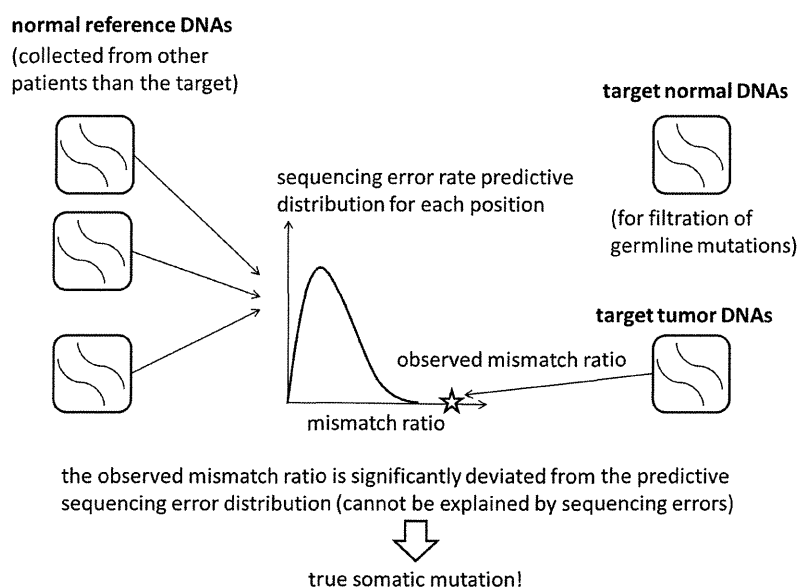 normal reference DNAs
(collected from other
patients than the target)
target normal DNAs
(for filtration of
germline mutations)
sequencing error rate predictive
distribution for each position
target tumor DNAs
observed mismatch ratio
mismatch ratio
the observed mismatch ratio is significantly deviated from the predictive
sequencing error distribution (cannot be explained by sequencing errors)
true somatic mutation!